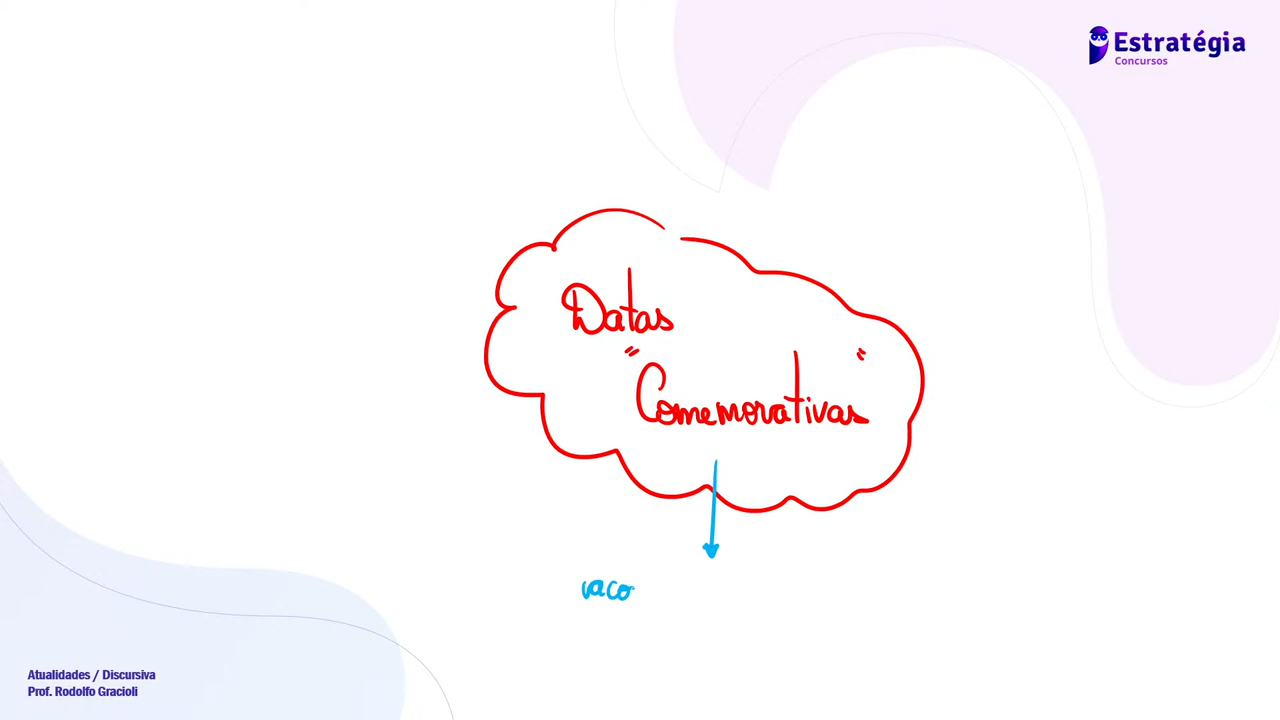 Estratégia
Concursos
Datas
"Comemorativas"
vaco
Atualidades / Discursiva
Prof. Rodolfo Gracioli